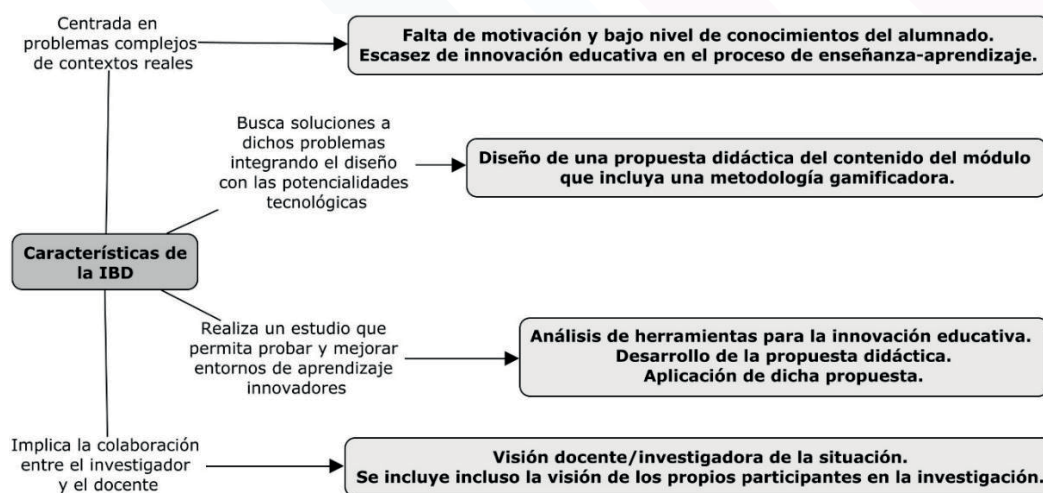 Centrada en
problemas complejos
de contextos reales
Falta de motivación y bajo nivel de conocimientos del alumnado.
Escasez de innovación educativa en el proceso de enseñanza-aprendizaje.
Busca soluciones a
dichos problemas
integrando el diseño
con las potencialidades
tecnológicas
Diseño de una propuesta didáctica del contenido del módulo
que incluya una metodología gamificadora.
Características de
la IBD
Realiza un estudio que
permita probar y mejorar
entornos de aprendizaje
innovadores
Análisis de herramientas para la innovación educativa.
Desarrollo de la propuesta didáctica.
Aplicación de dicha propuesta.
Implica la colaboración
entre el investigador
y el docente
Visión docente/investigadora de la situación.
Se incluye incluso la visión de los propios participantes en la investigación.